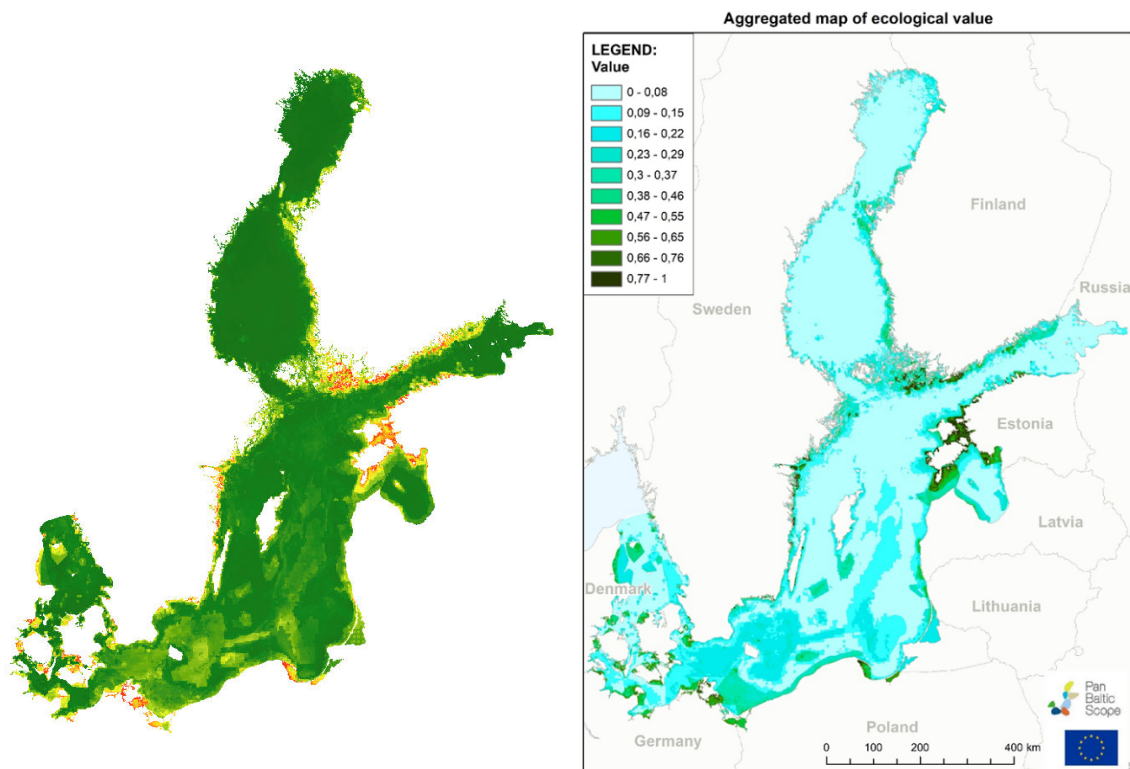 Aggregated map of ecological value
LEGEND:
Value
0 - 0,08
0,09 - 0,15
0,16 - 0,22
0,23 - 0,29
0,3 - 0,37
0,38 - 0,46
0,47 - 0,55
0,56 - 0,65
0,66 - 0,76
0,77 - 1
Finland
Russia
Sweden
Estonia
Latvia
Denmark
Lithuania
Pan
Baltic
Scope
Poland
Germany
0 100 200 400 km